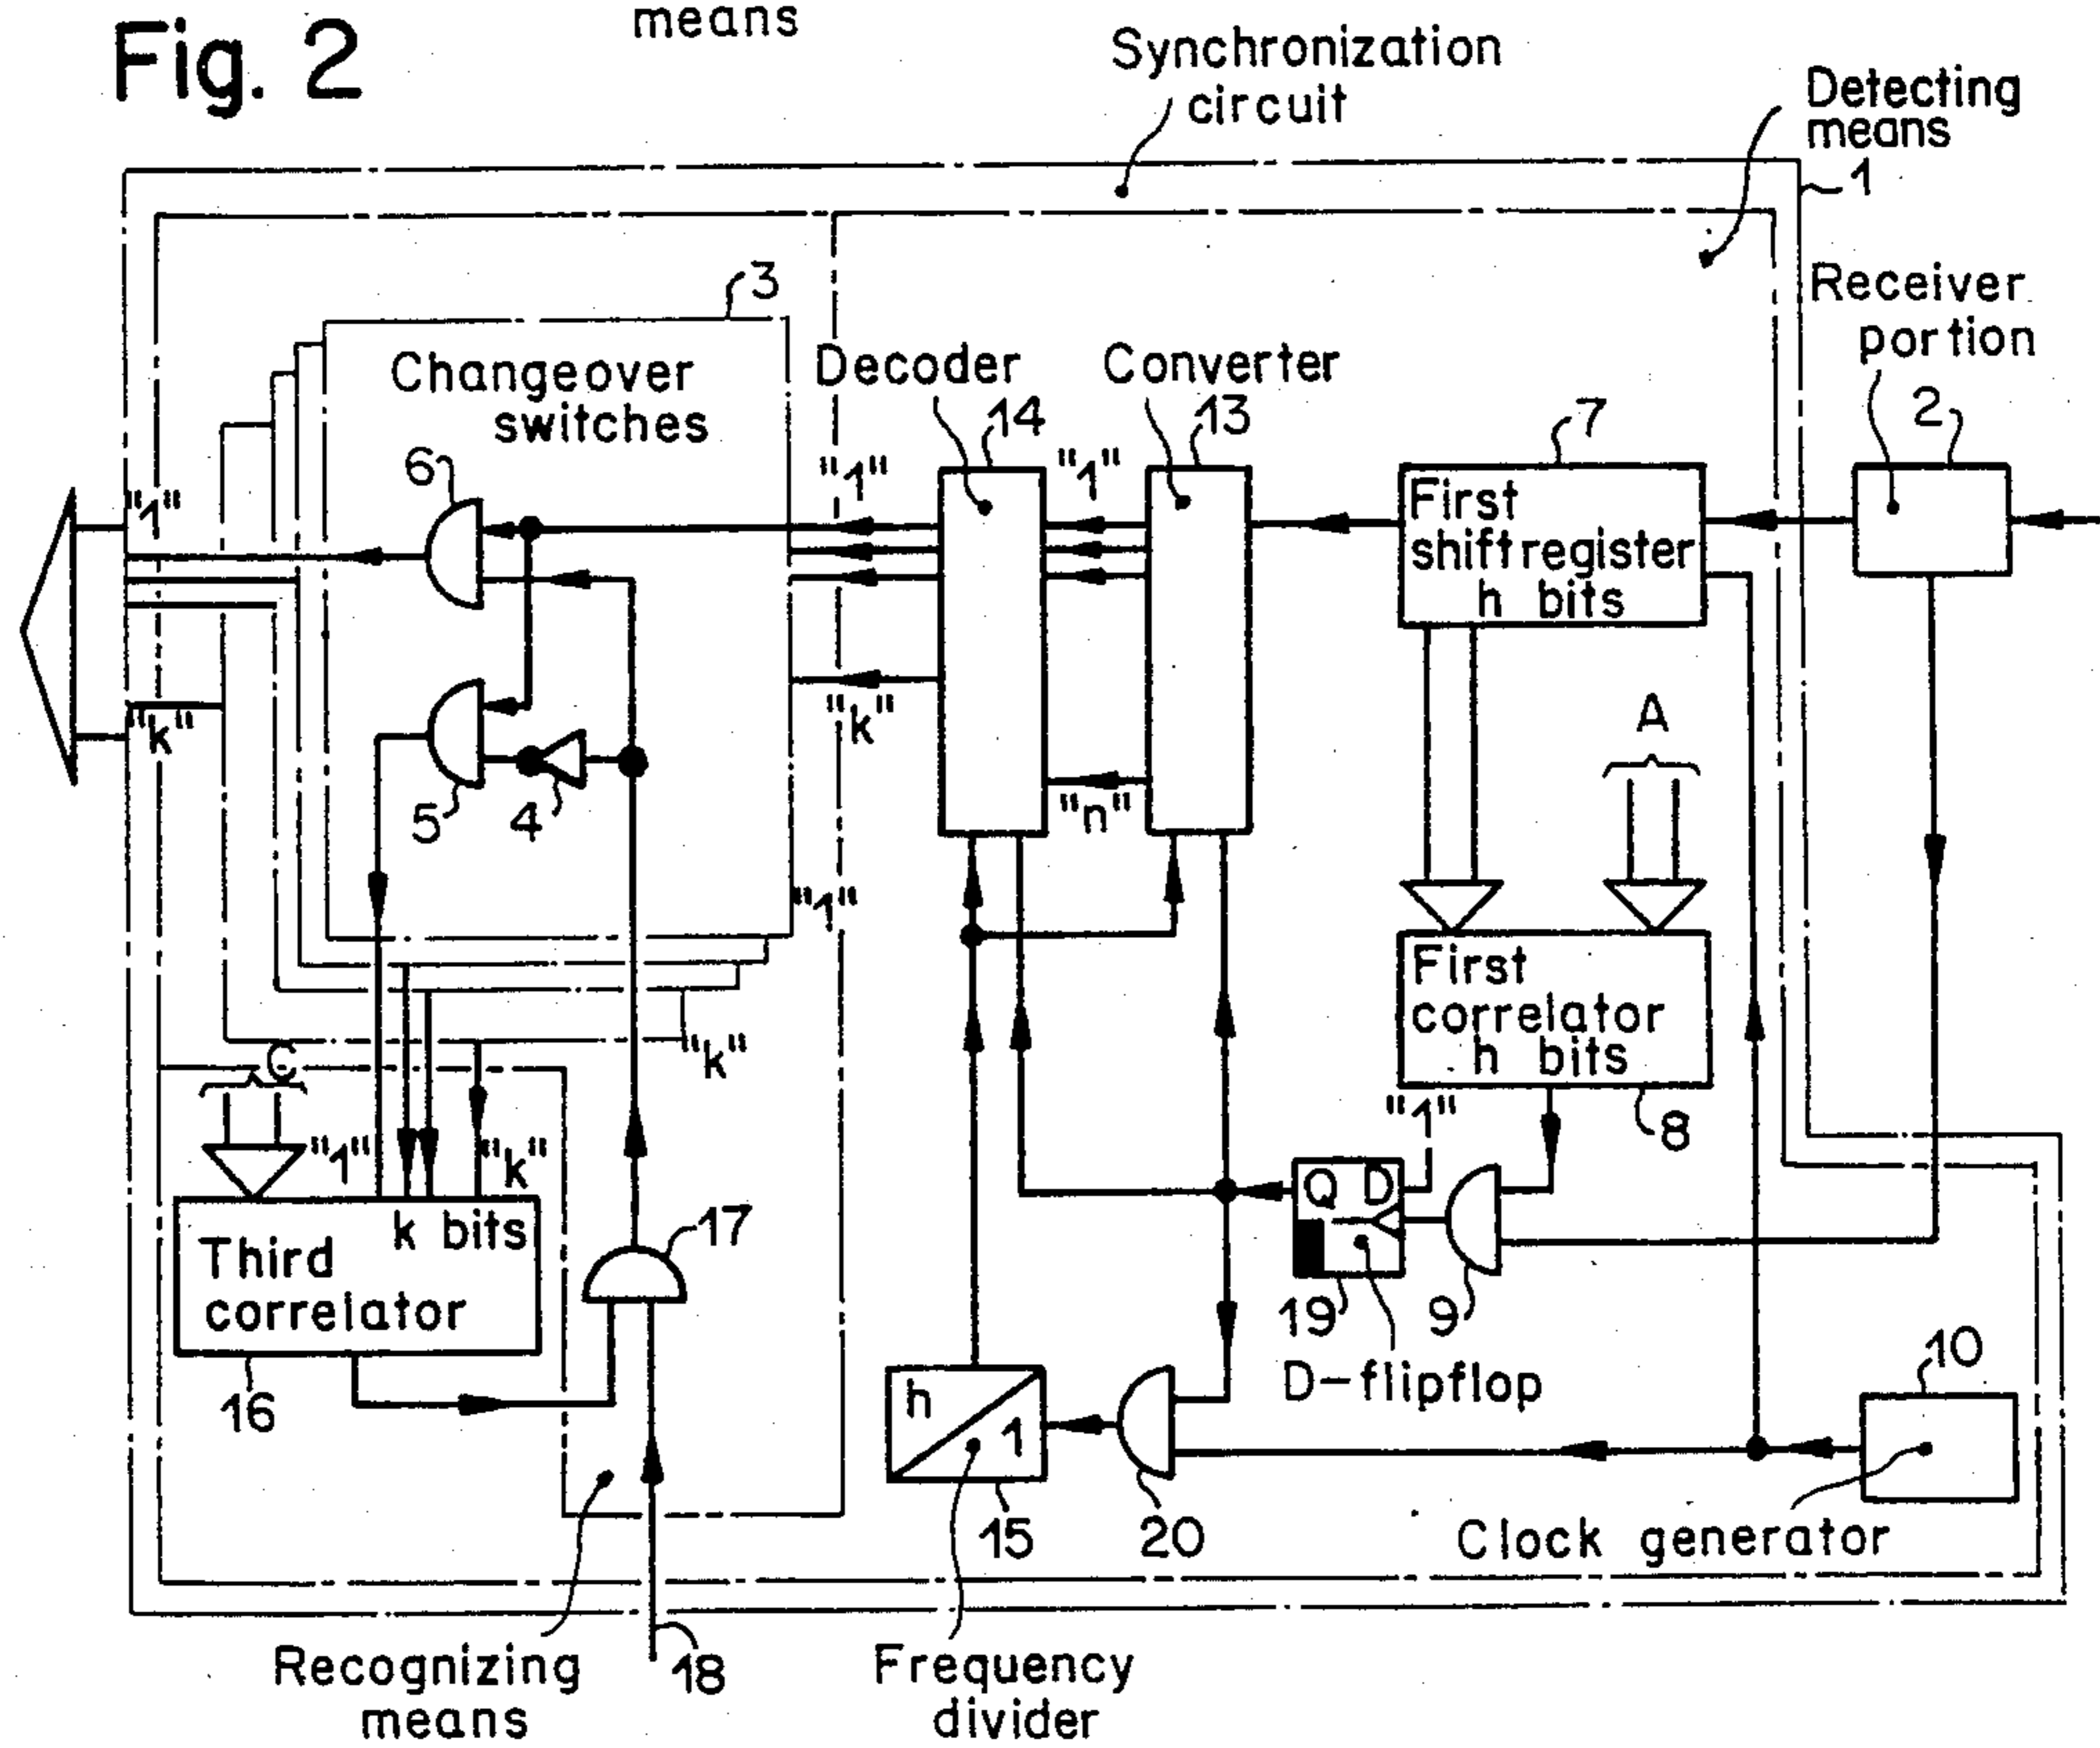 means
Fig. 2
Synchronization
circuit
Detecting
means
1
Receiver
portion
2
3
Changeover
switches
Decoder
14
Converter
13
7
6
"1"
"1"
"1"
First
shiftregister
h bits
"k"
"k"
5
4
"n"
A
"1"
First
correlator
h bits
8
C
"k"
"1"
"k"
k bits
Third
correlator
16
17
"1"
Q D
19
9
D-flipflop
10
h
1
15
20
Clock generator
Recognizing
means
18
Frequency
divider